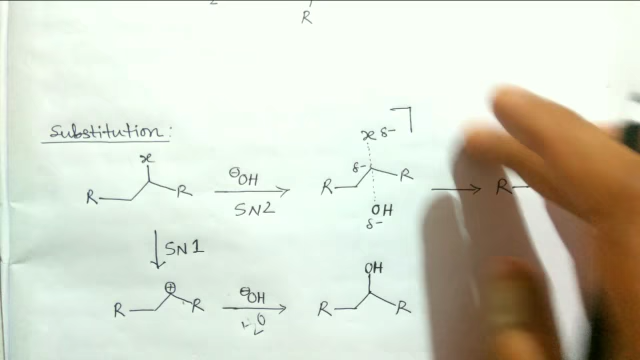 R
Substitution:
x δ-
x ⊖OH δ-
R R SN2 R R R
OH
δ-
SN1
⊕ ⊖OH OH
R R R R